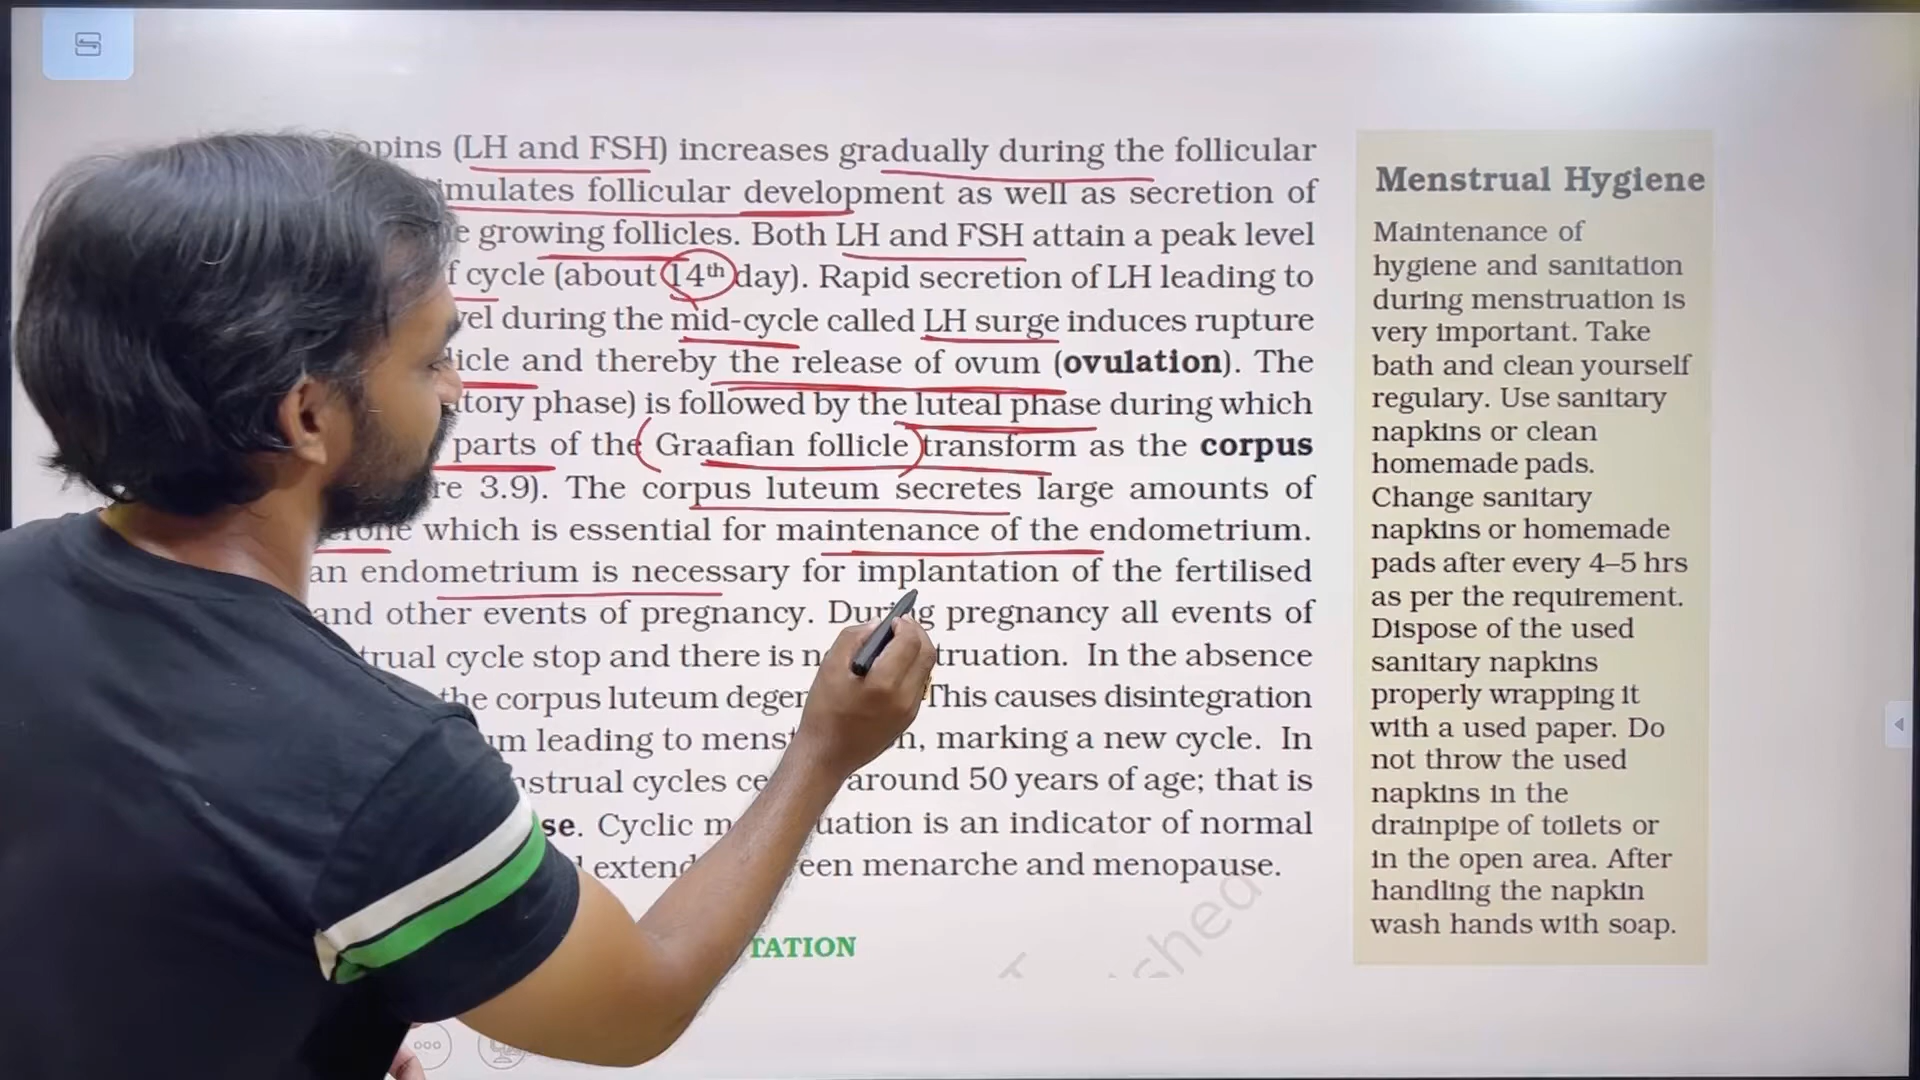 opins (LH and FSH) increases gradually during the follicular
imulates follicular development as well as secretion of
e growing follicles. Both LH and FSH attain a peak level
f cycle (about 14th day). Rapid secretion of LH leading to
vel during the mid-cycle called LH surge induces rupture
licle and thereby the release of ovum (ovulation). The
atory phase) is followed by the luteal phase during which
parts of the Graafian follicle transform as the corpus
re 3.9). The corpus luteum secretes large amounts of
erone which is essential for maintenance of the endometrium.
an endometrium is necessary for implantation of the fertilised
and other events of pregnancy. During pregnancy all events of
trual cycle stop and there is truation. In the absence
the corpus luteum degen This causes disintegration
um leading to menst n, marking a new cycle. In
nstrual cycles ce around 50 years of age; that is
se. Cyclic m uation is an indicator of normal
extend een menarche and menopause.
TATION
shed
Menstrual Hygiene
Maintenance of
hygiene and sanitation
during menstruation is
very important. Take
bath and clean yourself
regulary. Use sanitary
napkins or clean
homemade pads.
Change sanitary
napkins or homemade
pads after every 4–5 hrs
as per the requirement.
Dispose of the used
sanitary napkins
properly wrapping it
with a used paper. Do
not throw the used
napkins in the
drainpipe of toilets or
in the open area. After
handling the napkin
wash hands with soap.